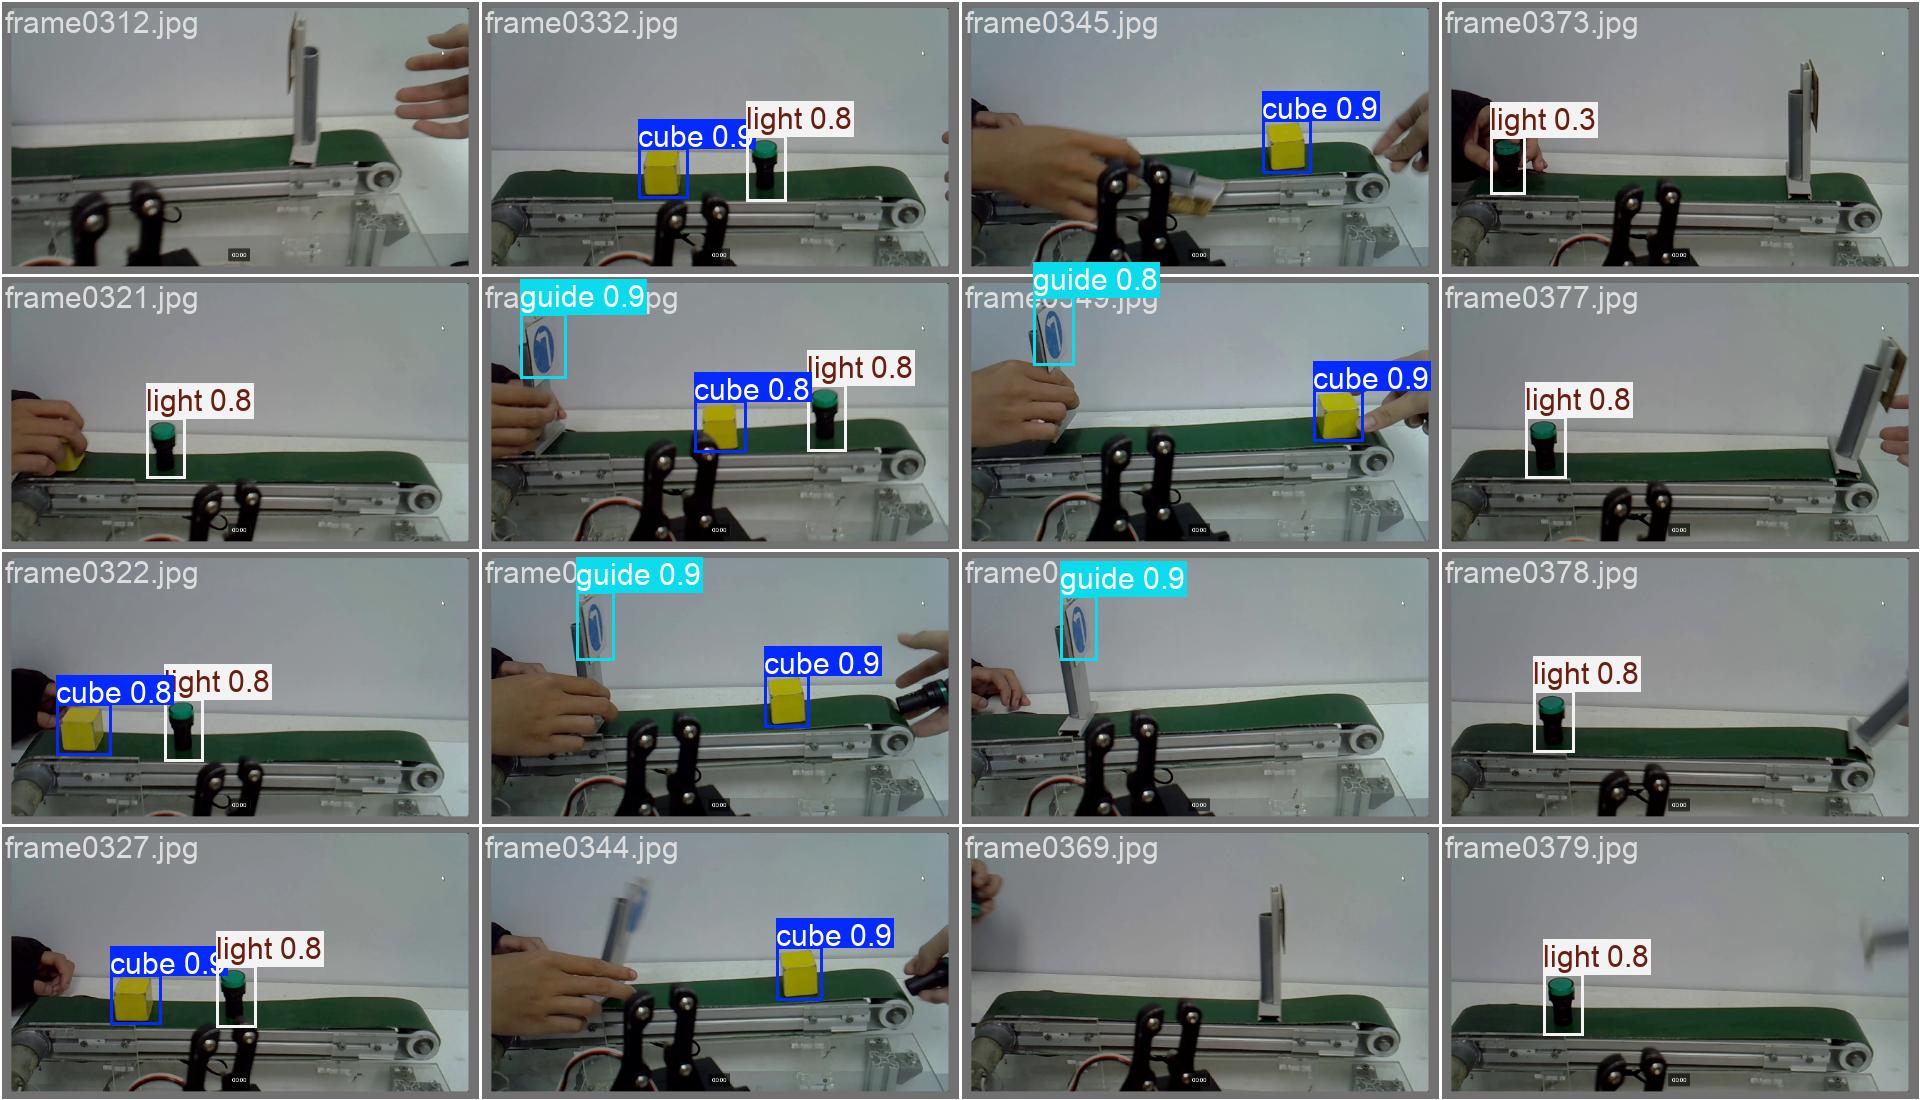 frame0312.jpg
frame0332.jpg
cube 0.9
light 0.8
frame0345.jpg
cube 0.9
frame0373.jpg
light 0.3
frame0321.jpg
light 0.8
guide 0.9
cube 0.8
light 0.8
guide 0.8
cube 0.9
frame0377.jpg
light 0.8
frame0322.jpg
cube 0.8
light 0.8
guide 0.9
cube 0.9
guide 0.9
frame0378.jpg
light 0.8
frame0327.jpg
cube 0.9
light 0.8
frame0344.jpg
cube 0.9
frame0369.jpg
frame0379.jpg
light 0.8